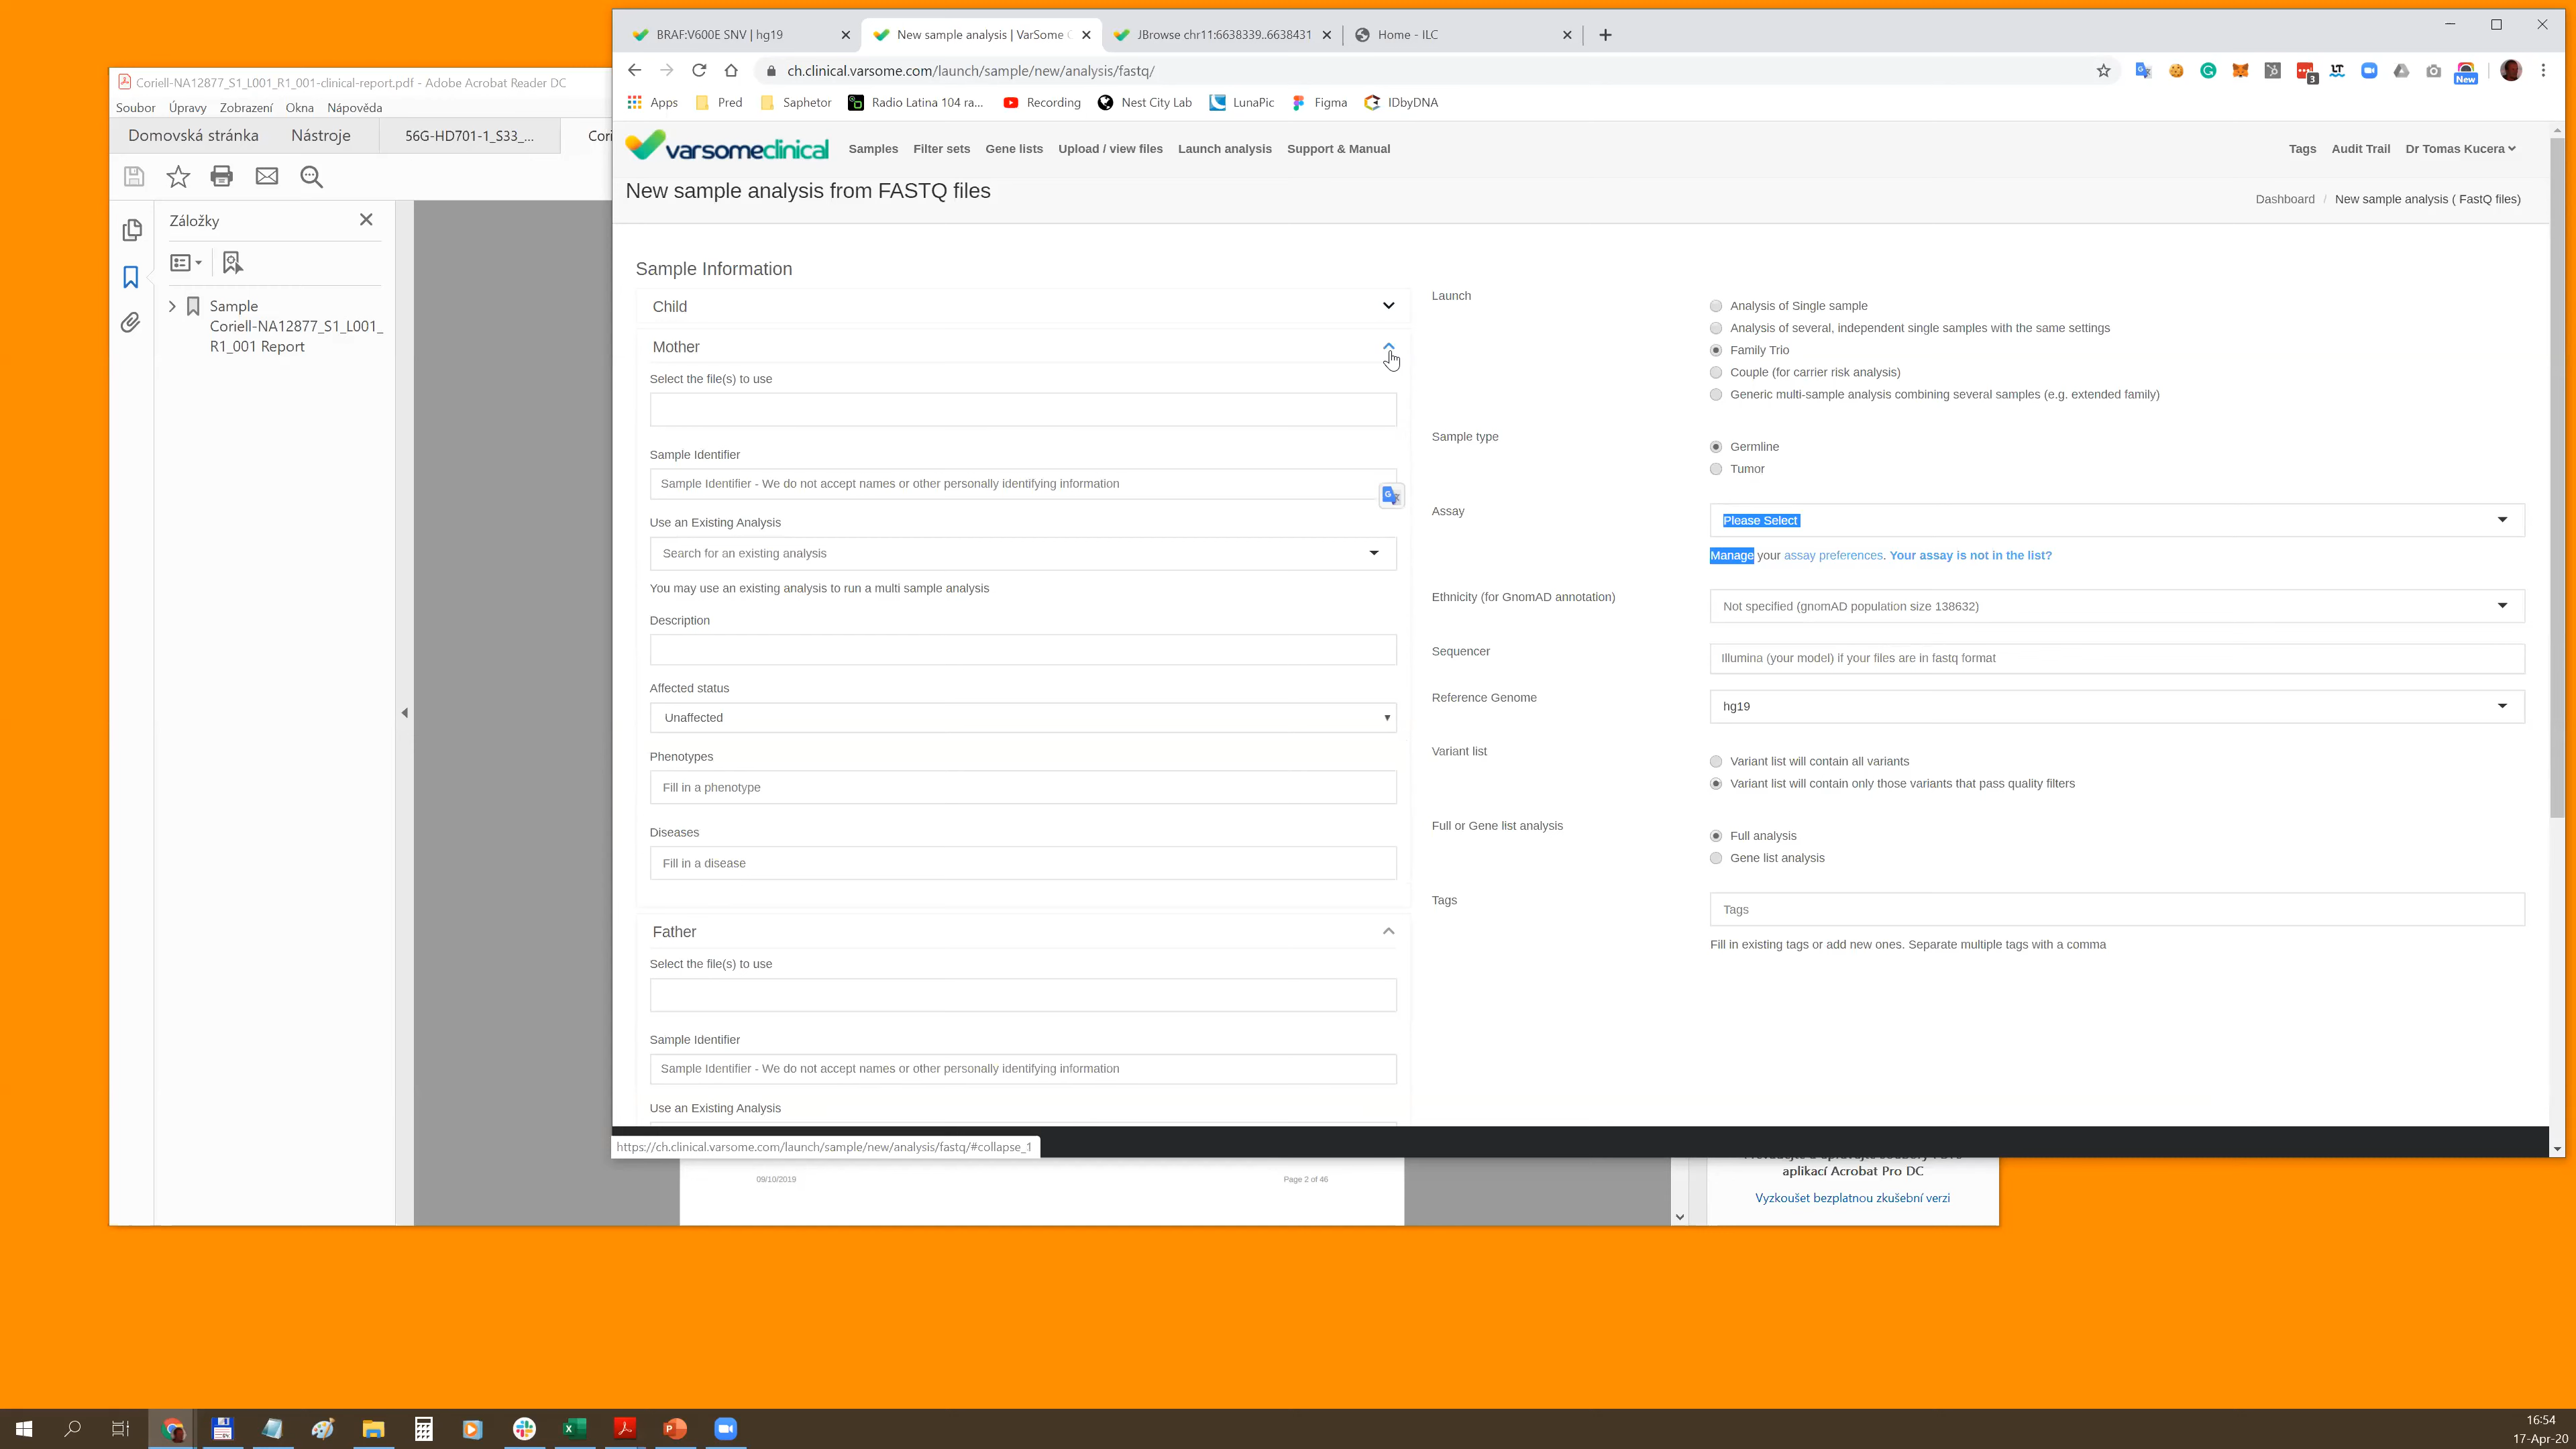 BRAF:V600E SNV | hg19
New sample analysis | VarSome C
JBrowse chr11:6638339..6638431
Home - ILC
Coriell-NA12877_S1_L001_R1_001-clinical-report.pdf - Adobe Acrobat Reader DC
ch.clinical.varsome.com/launch/sample/new/analysis/fastq/
3
New
Soubor Úpravy Zobrazení Okna Nápověda
Apps Pred Saphetor Radio Latina 104 ra... Recording Nest City Lab LunaPic Figma IDbyDNA
Domovská stránka Nástroje 56G-HD701-1_S33_... Cori
varsomeclinical Samples Filter sets Gene lists Upload / view files Launch analysis Support & Manual Tags Audit Trail Dr Tomas Kucera
New sample analysis from FASTQ files
Dashboard / New sample analysis ( FastQ files)
Záložky
Sample
Coriell-NA12877_S1_L001_
R1_001 Report
Sample Information
Child
Mother
Select the file(s) to use
Sample Identifier
Sample Identifier - We do not accept names or other personally identifying information
Use an Existing Analysis
Search for an existing analysis
You may use an existing analysis to run a multi sample analysis
Description
Affected status
Unaffected
Phenotypes
Fill in a phenotype
Diseases
Fill in a disease
Father
Select the file(s) to use
Sample Identifier
Sample Identifier - We do not accept names or other personally identifying information
Use an Existing Analysis
Launch
Analysis of Single sample
Analysis of several, independent single samples with the same settings
Family Trio
Couple (for carrier risk analysis)
Generic multi-sample analysis combining several samples (e.g. extended family)
Sample type
Germline
Tumor
Assay
Please Select
Manage your assay preferences. Your assay is not in the list?
Ethnicity (for GnomAD annotation)
Not specified (gnomAD population size 138632)
Sequencer
Illumina (your model) if your files are in fastq format
Reference Genome
hg19
Variant list
Variant list will contain all variants
Variant list will contain only those variants that pass quality filters
Full or Gene list analysis
Full analysis
Gene list analysis
Tags
Tags
Fill in existing tags or add new ones. Separate multiple tags with a comma
https://ch.clinical.varsome.com/launch/sample/new/analysis/fastq/#collapse_1
aplikací Acrobat Pro DC
09/10/2019 Page 2 of 46
Vyzkoušet bezplatnou zkušební verzi
16:54
17-Apr-20